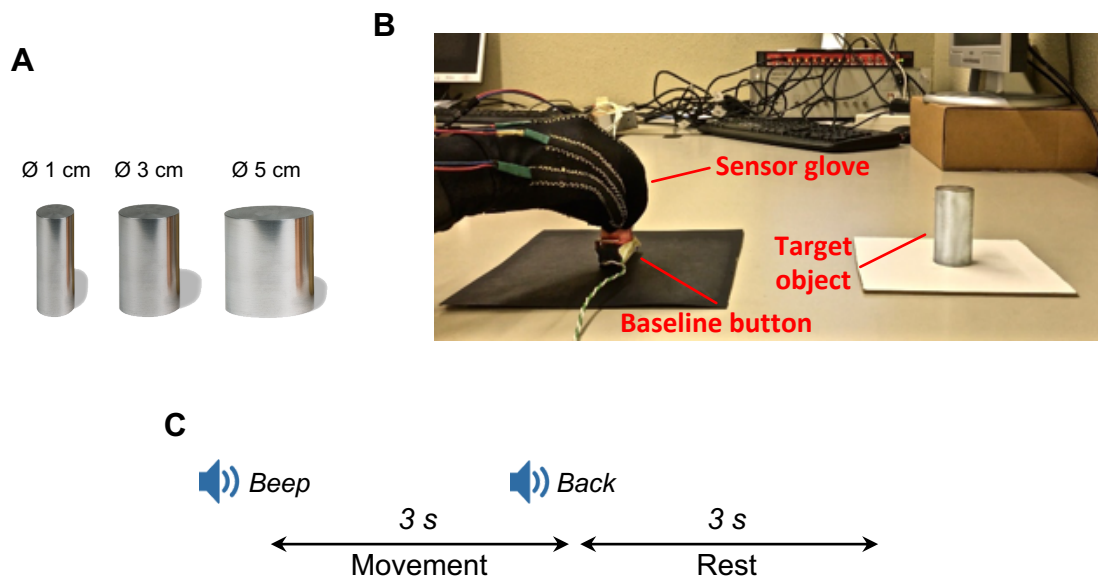 A
Ø 1 cm
Ø 3 cm
Ø 5 cm
B
Sensor glove
Target
object
Baseline button
C
Beep
Back
3 s
3 s
Movement
Rest